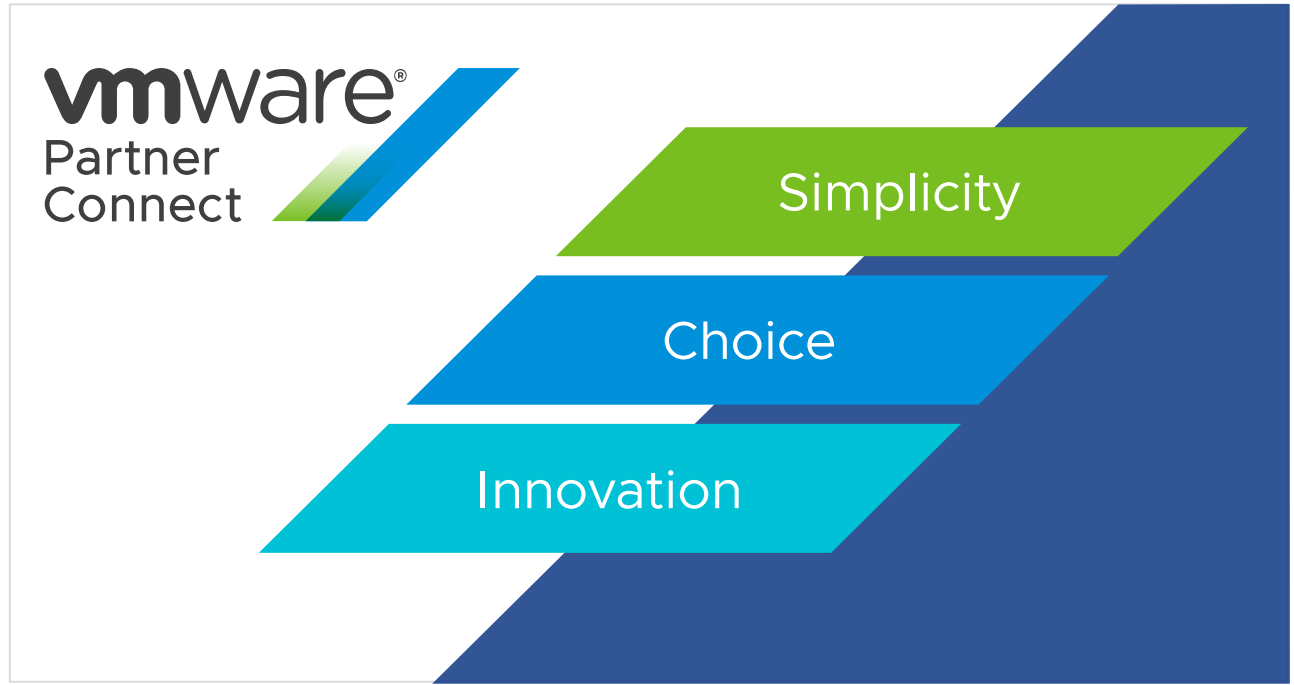 vmware®
Partner
Connect
Simplicity
Choice
Innovation